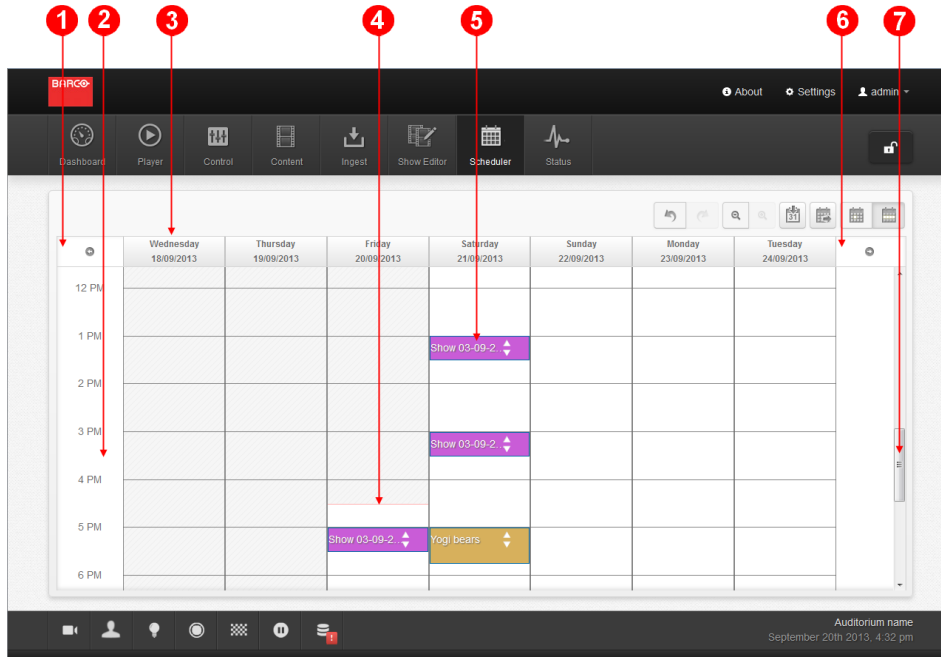 1 2 3 4 5 6 7
BARCO
About Settings admin
Dashboard Player Control Content Ingest Show Editor Scheduler Status
31
Wednesday Thursday Friday Saturday Sunday Monday Tuesday
18/09/2013 19/09/2013 20/09/2013 21/09/2013 22/09/2013 23/09/2013 24/09/2013
12 PM
1 PM
Show 03-09-2...
2 PM
3 PM
Show 03-09-2...
4 PM
5 PM
Show 03-09-2... Yogi bears
6 PM
Auditorium name
September 20th 2013, 4:32 pm